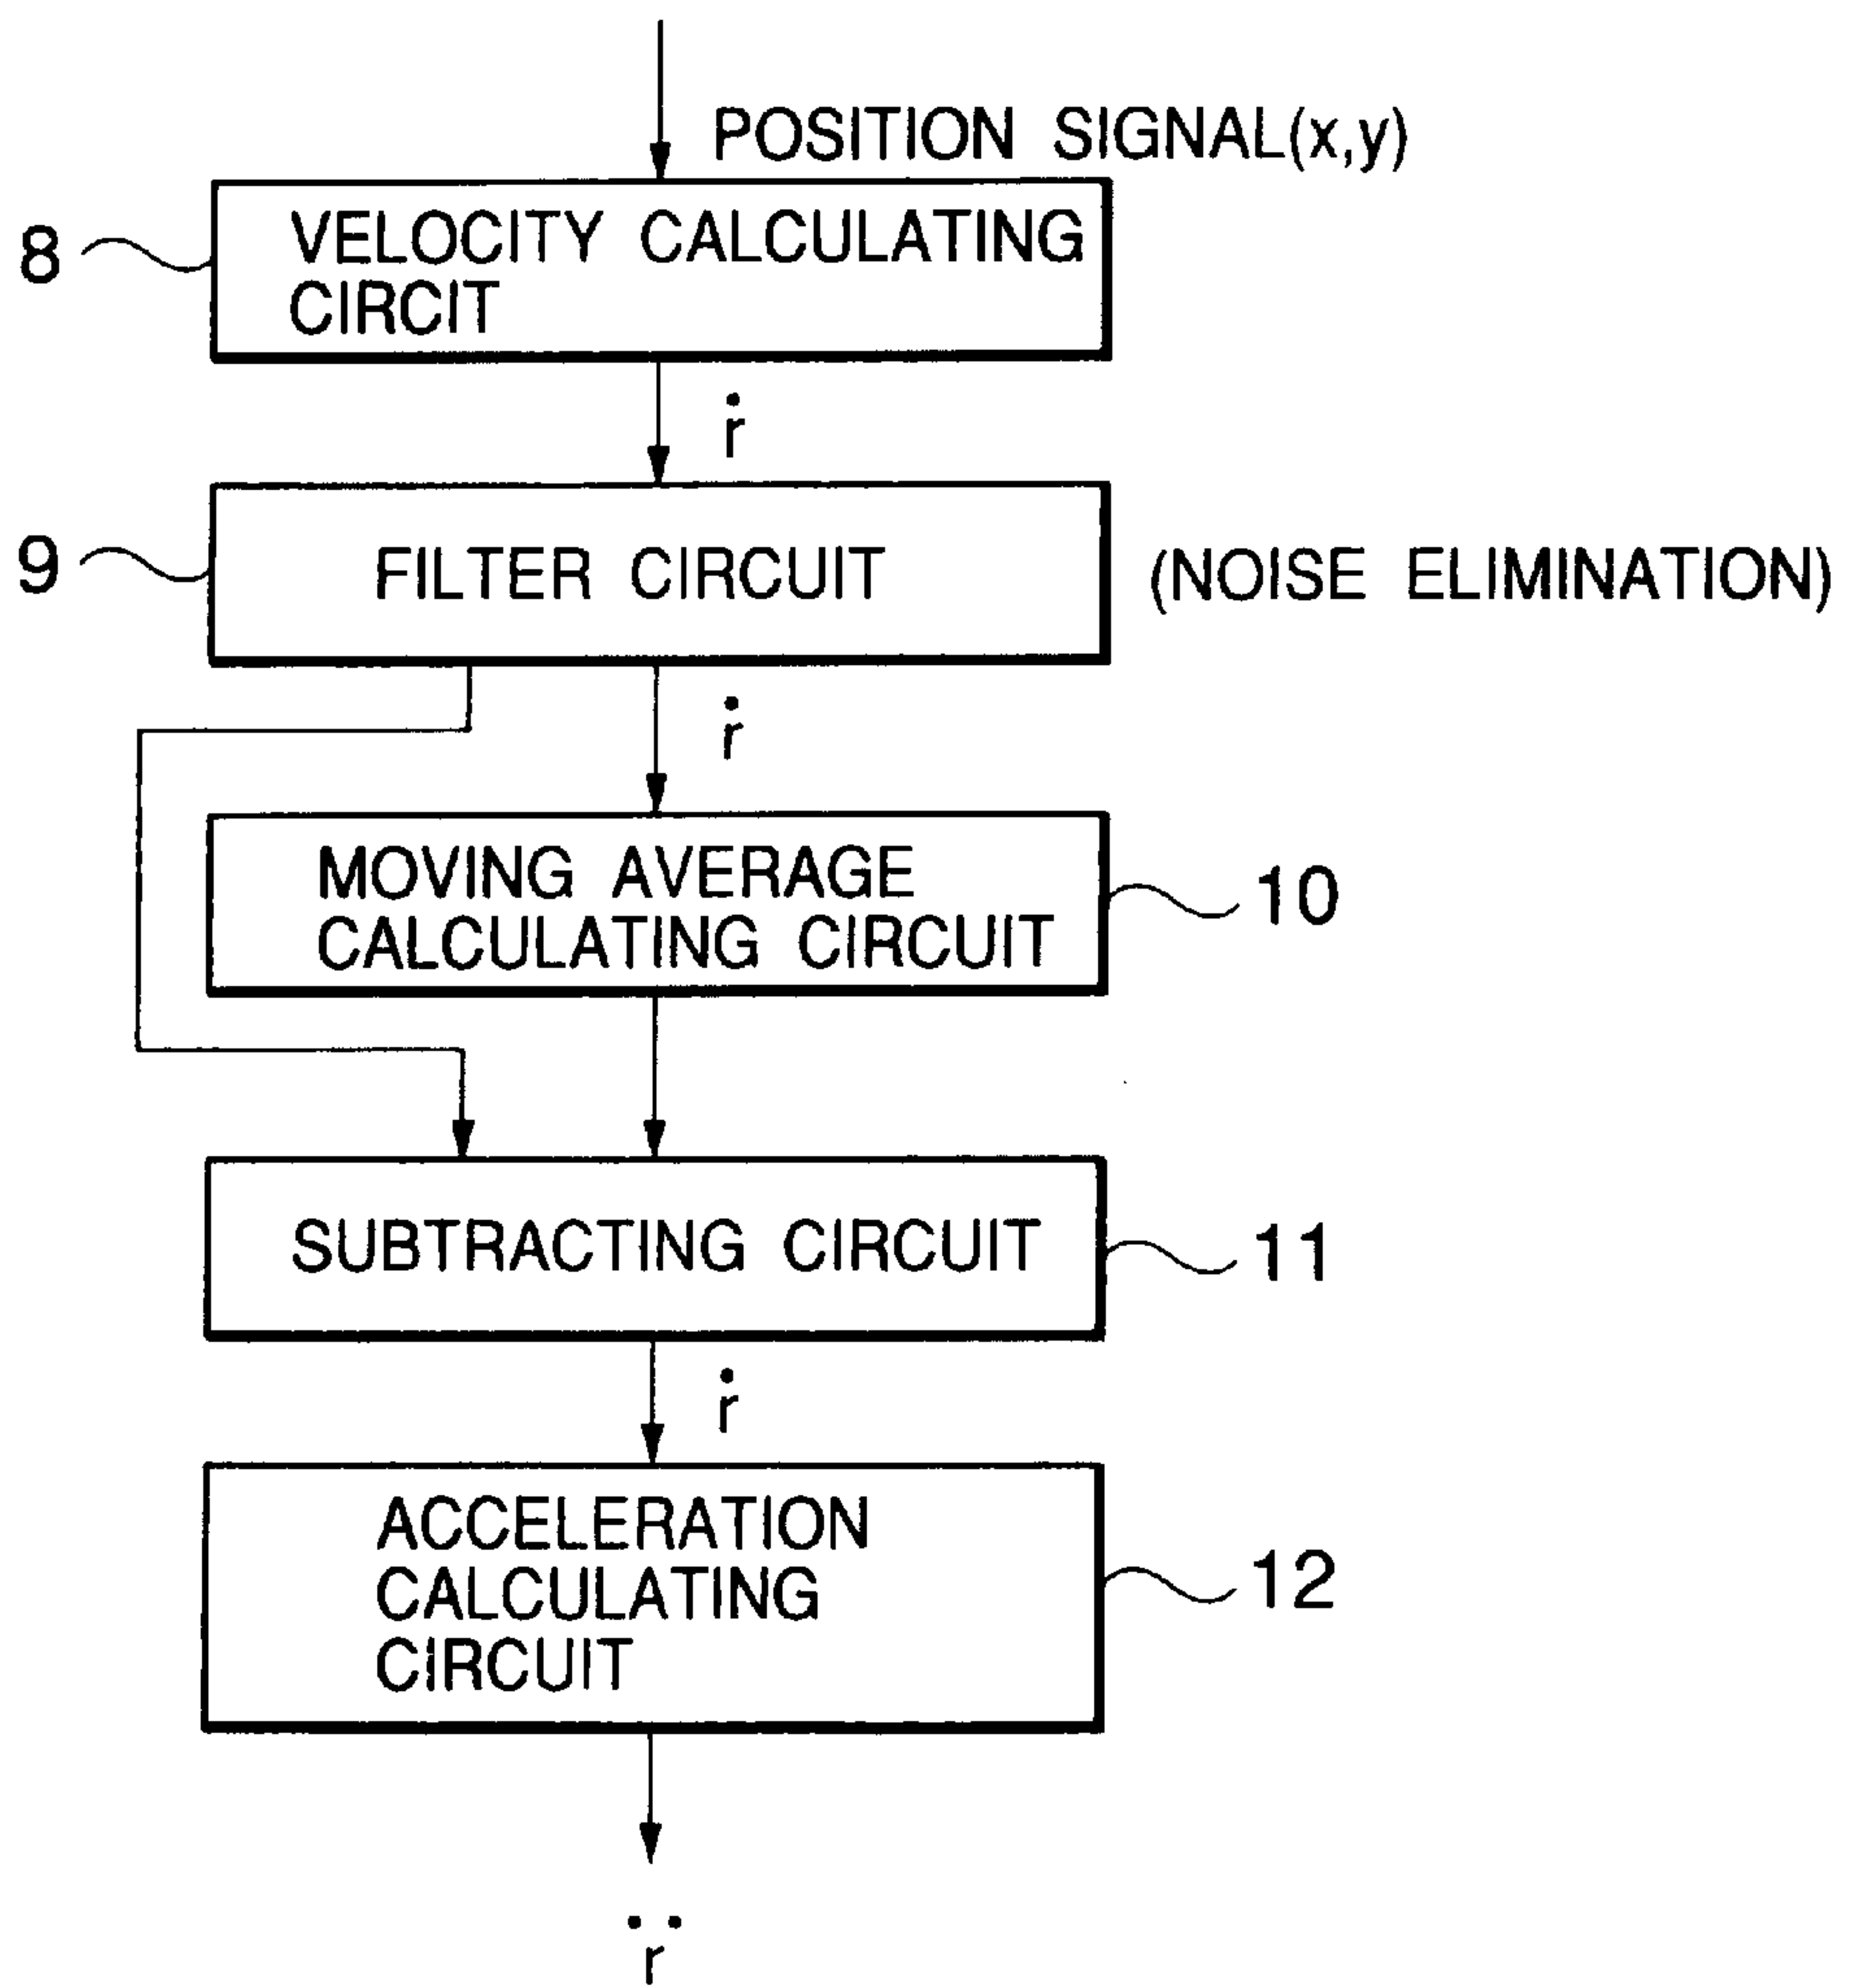 POSITION SIGNAL(x,y)
8
VELOCITY CALCULATING
CIRCIT
ṙ
9
FILTER CIRCUIT
(NOISE ELIMINATION)
ṙ
MOVING AVERAGE
CALCULATING CIRCUIT
10
SUBTRACTING CIRCUIT
11
ṙ
ACCELERATION
CALCULATING
CIRCUIT
12
r̈